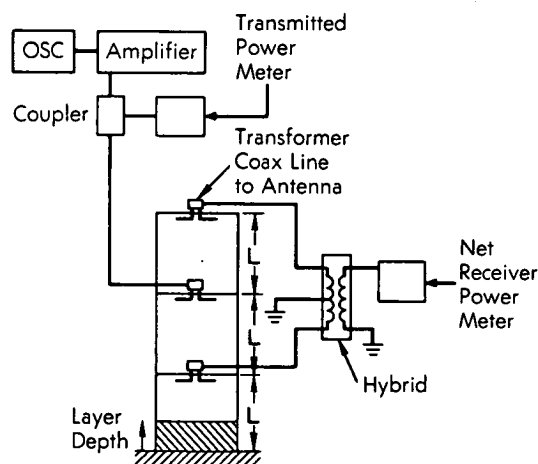 OSC
Amplifier
Transmitted
Power
Meter
Coupler
Transformer
Coax Line
to Antenna
L
L
L
Net
Receiver
Power
Meter
Hybrid
Layer
Depth